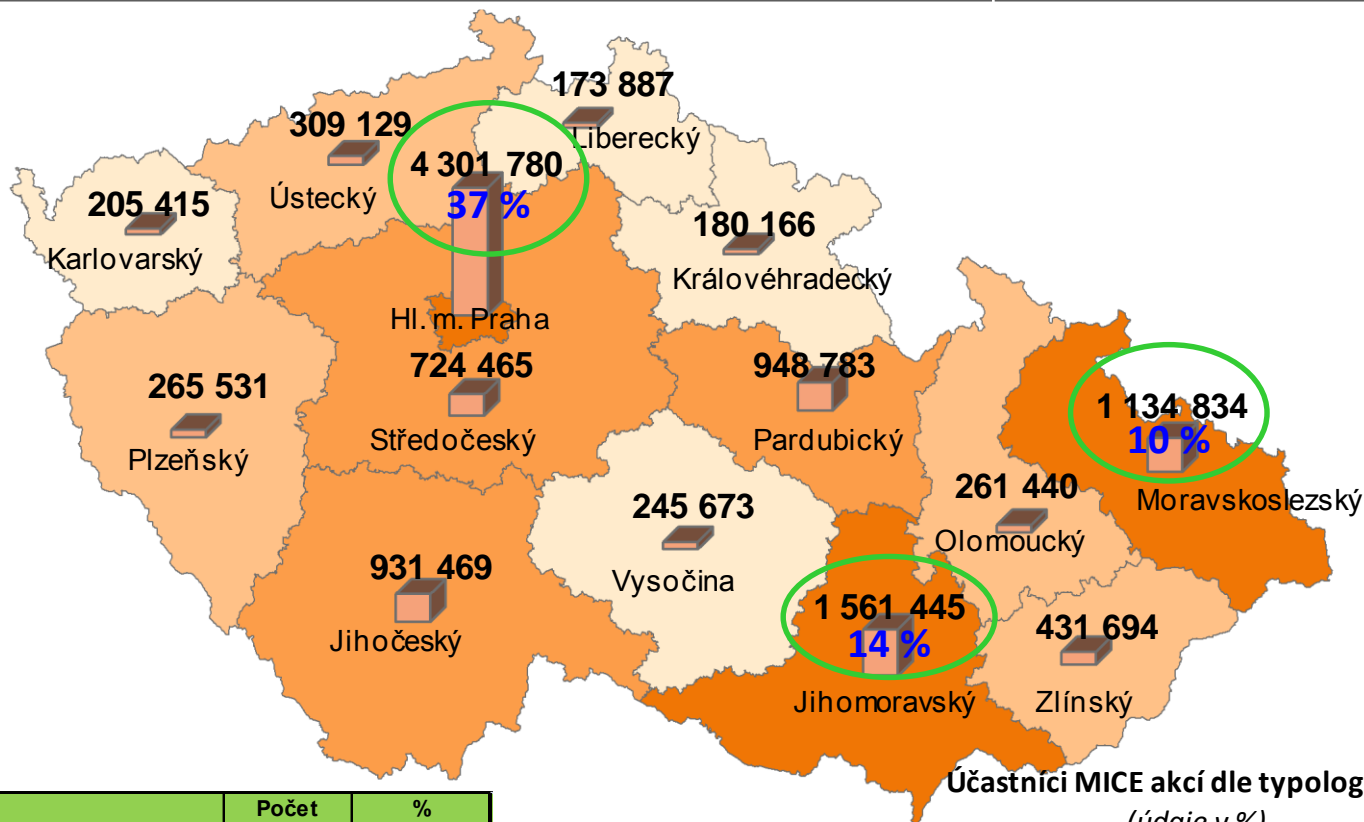 173 887
Liberecký
309 129
Ústecký
4 301 780
37 %
Hl. m. Praha
205 415
Karlovarský
180 166
Královéhradecký
265 531
Plzeňský
724 465
Středočeský
948 783
Pardubický
1 134 834
10 %
Moravskoslezský
261 440
Olomoucký
245 673
Vysočina
931 469
Jihočeský
1 561 445
14 %
Jihomoravský
431 694
Zlínský
Účastníci MICE akcí dle typolog
(údaje v %)
Počet %